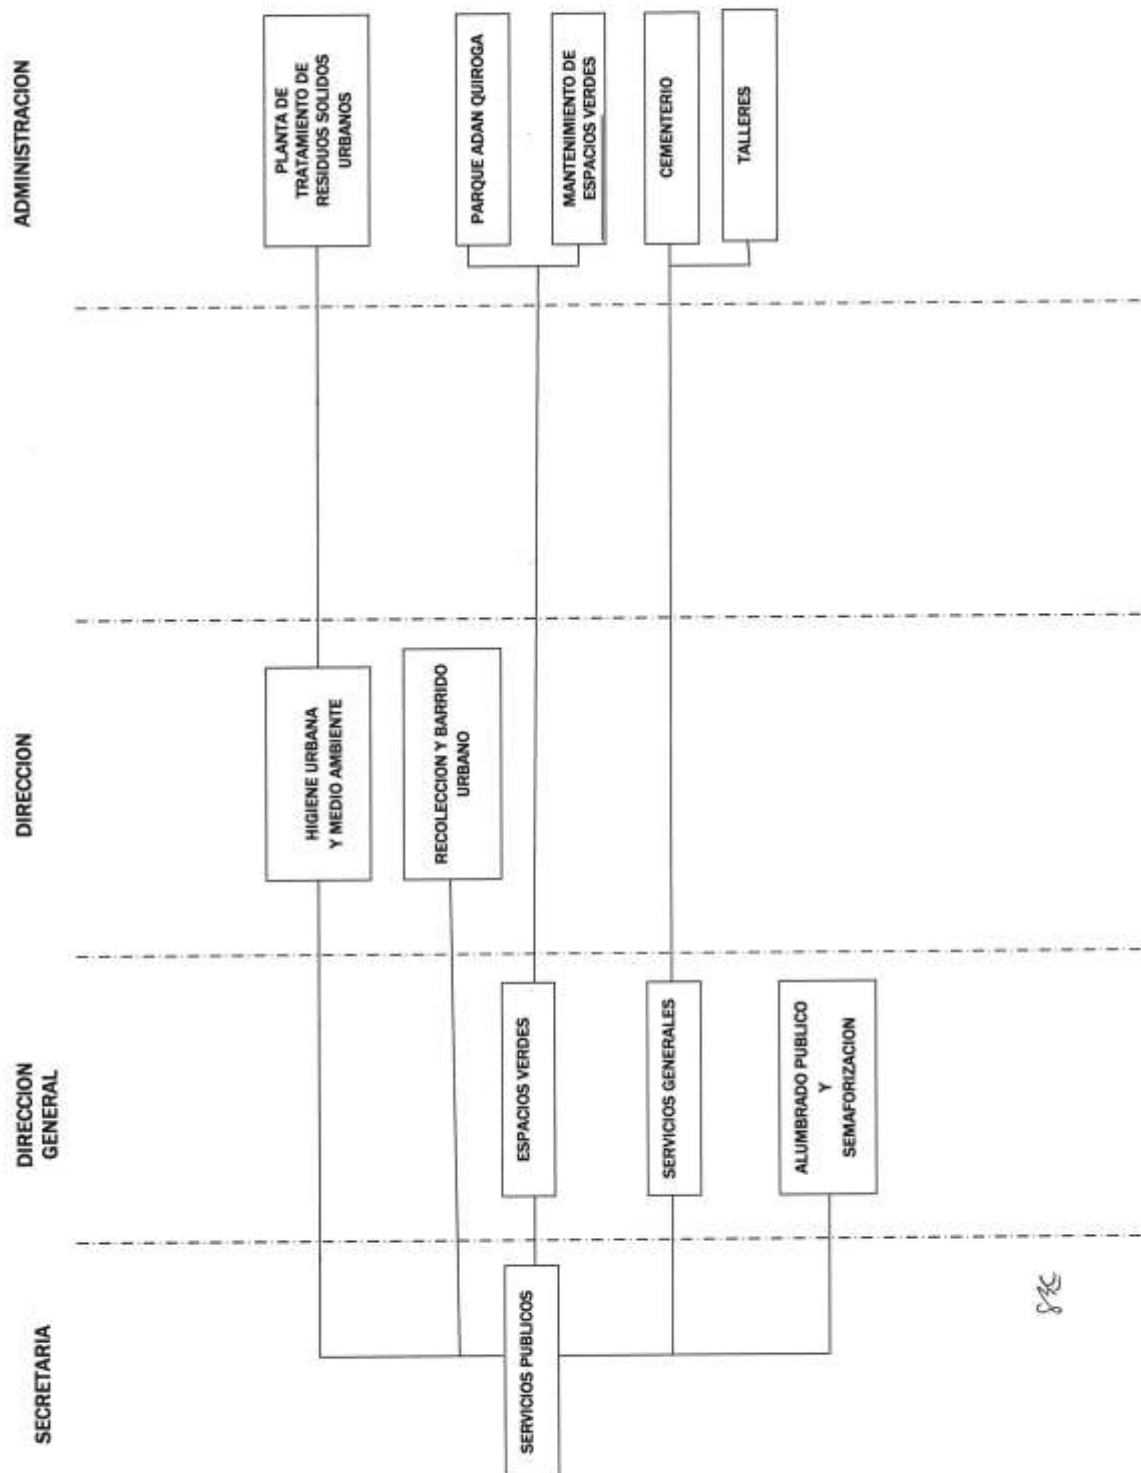 SECRETARIA
DIRECCION
GENERAL
DIRECCION
ADMINISTRACION
SERVICIOS PUBLICOS
HIGIENE URBANA
Y MEDIO AMBIENTE
PLANTA DE
TRATAMIENTO DE
RESIDUOS SOLIDOS
URBANOS
RECOLECCION Y BARRIDO
URBANO
ESPACIOS VERDES
PARQUE ADAN QUIROGA
MANTENIMIENTO DE
ESPACIOS VERDES
SERVICIOS GENERALES
CEMENTERIO
TALLERES
ALUMBRADO PUBLICO
Y
SEMAFORIZACION